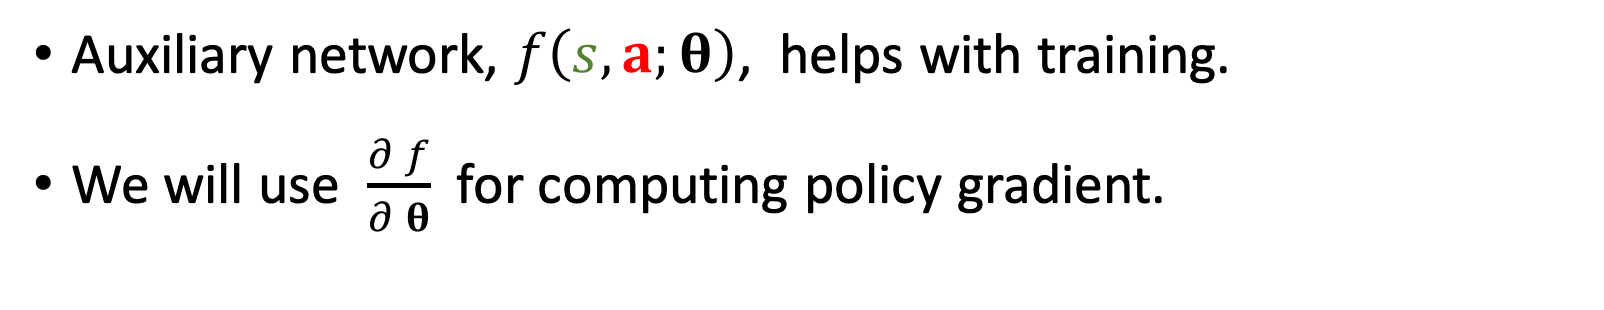 • Auxiliary network, f(s, a; θ), helps with training.
• We will use ∂ f / ∂ θ for computing policy gradient.